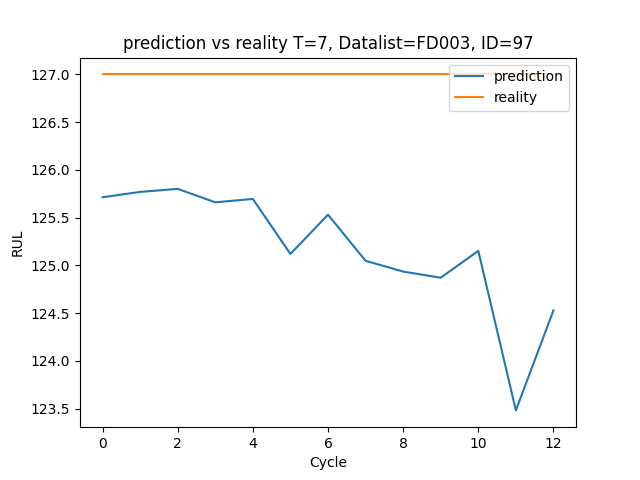 prediction vs reality T=7, Datalist=FD003, ID=97
127.0
126.5
126.0
125.5
125.0
124.5
124.0
123.5
RUL
prediction
reality
0 2 4 6 8 10 12
Cycle